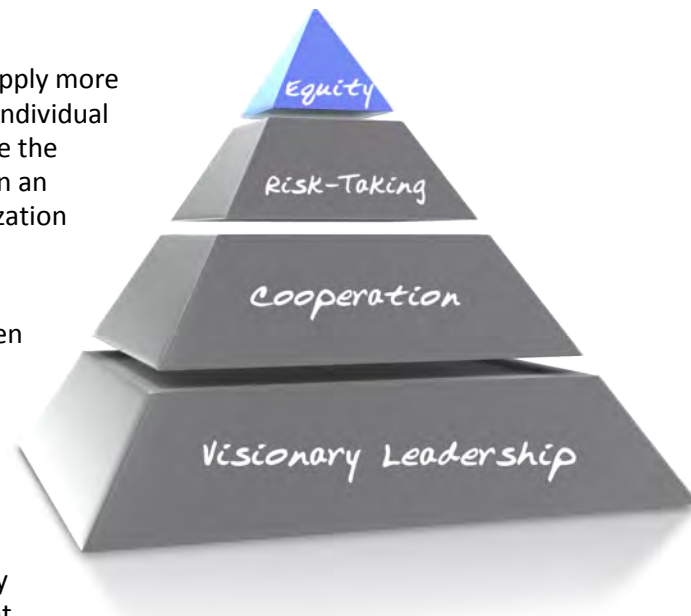 Equity
Risk-Taking
Cooperation
Visionary Leadership
pply more
ndividual
e the
n an
zation
en
y